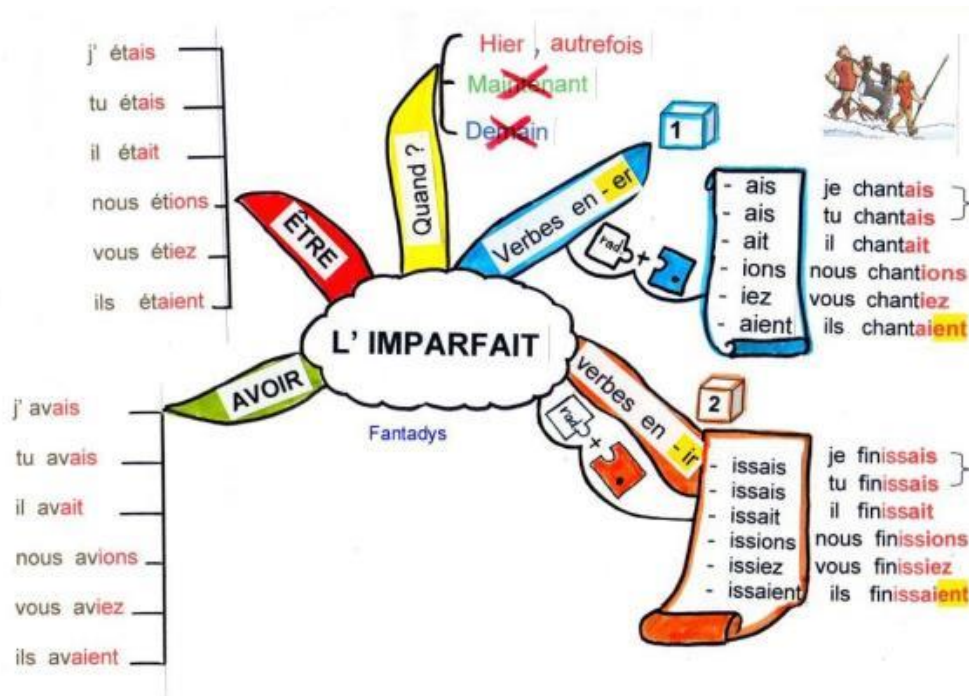 L' IMPARFAIT
Fantadys
Quand ?
Hier , autrefois
Maintenant
Demain
ÊTRE
j' étais
tu étais
il était
nous étions
vous étiez
ils étaient
AVOIR
j' avais
tu avais
il avait
nous avions
vous aviez
ils avaient
Verbes en - er
1
rad +
- ais je chantais
- ais tu chantais
- ait il chantait
- ions nous chantions
- iez vous chantiez
- aient ils chantaient
verbes en - ir
2
rad +
- issais je finissais
- issais tu finissais
- issait il finissait
- issions nous finissions
- issiez vous finissiez
- issaient ils finissaient